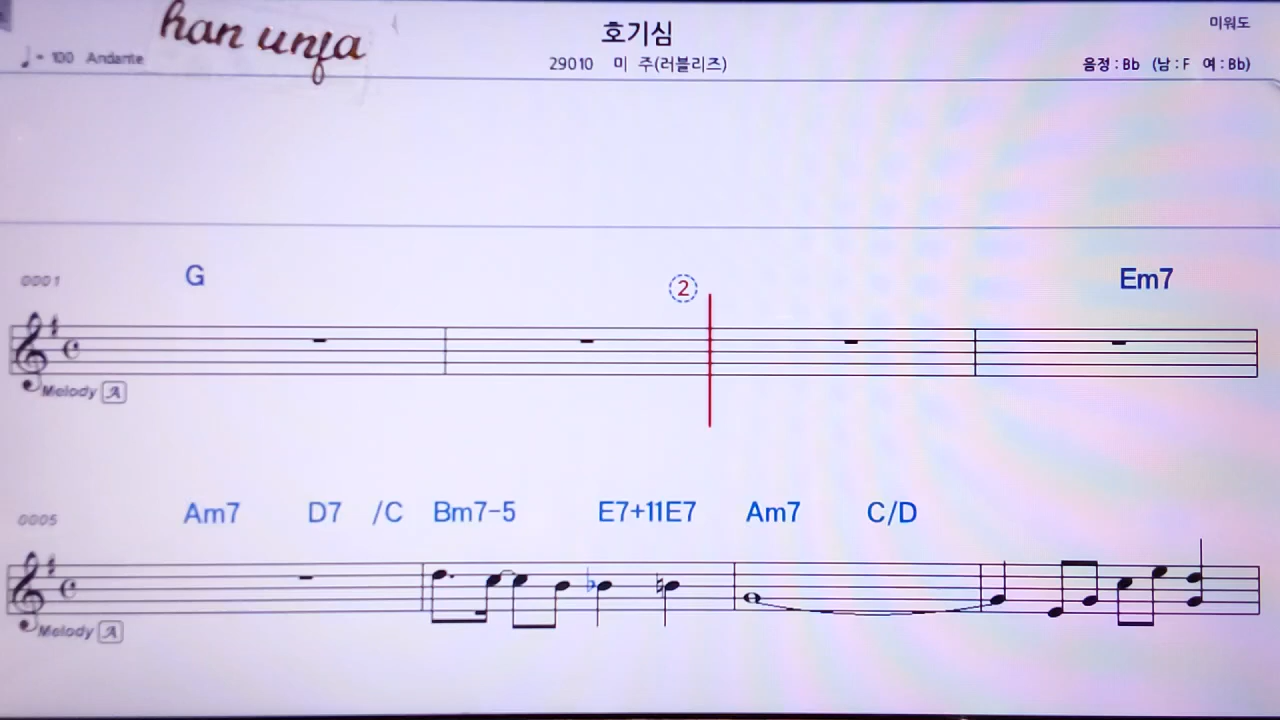 han unja
호기심
미워도
♩ = 100 Andante
29010 미 주(러블리즈)
음정 : Bb (남 : F 여 : Bb)
0001 G ② Em7
Melody A
0005 Am7 D7 /C Bm7-5 E7+11E7 Am7 C/D
Melody A